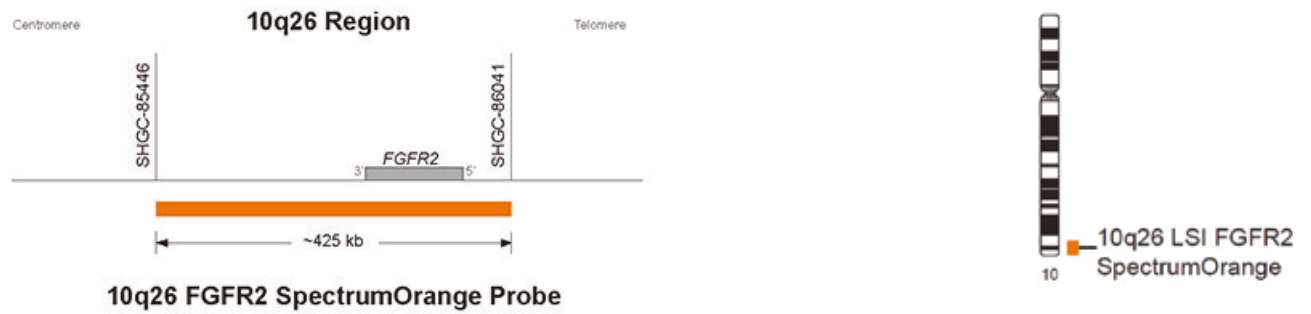 Centromere
10q26 Region
Telomere
SHGC-85446
SHGC-86041
3'
FGFR2
5'
~425 kb
10q26 FGFR2 SpectrumOrange Probe
10q26 LSI FGFR2
SpectrumOrange
10